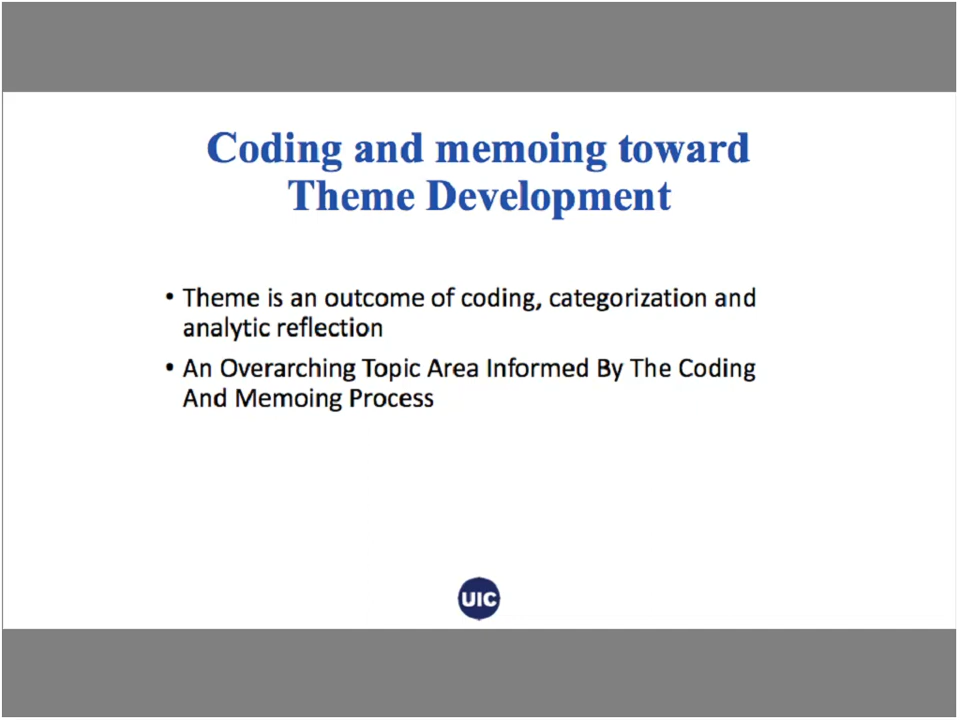 Coding and memoing toward
Theme Development
• Theme is an outcome of coding, categorization and
analytic reflection
• An Overarching Topic Area Informed By The Coding
And Memoing Process
UIC